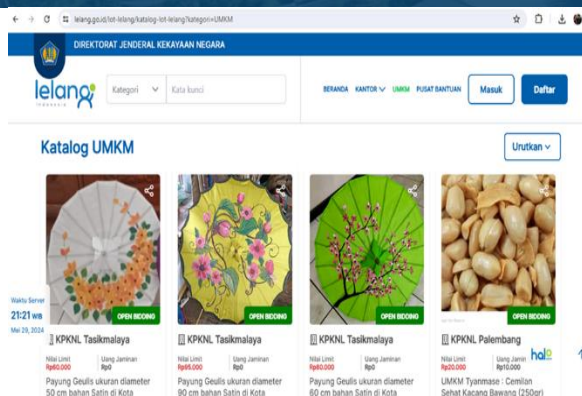 lelang.go.id/lot-lelang/katalog-lot-lelang?kategori=UMKM
DIREKTORAT JENDERAL KEKAYAAN NEGARA
lelang
Indonesia
Kategori
Kata kunci
BERANDA KANTOR UMKM PUSAT BANTUAN
Masuk
Daftar
Katalog UMKM
Urutkan
Waktu Server
21:21 WIB
Mei 29, 2024
OPEN BIDDING
KPKNL Tasikmalaya
Nilai Limit Uang Jaminan
Rp60.000 Rp0
Payung Geulis ukuran diameter
50 cm bahan Satin di Kota
OPEN BIDDING
KPKNL Tasikmalaya
Nilai Limit Uang Jaminan
Rp95.000 Rp0
Payung Geulis ukuran diameter
90 cm bahan Satin di Kota
OPEN BIDDING
KPKNL Tasikmalaya
Nilai Limit Uang Jaminan
Rp80.000 Rp0
Payung Geulis ukuran diameter
60 cm bahan Satin di Kota
OPEN BIDDING
KPKNL Palembang
Nilai Limit Uang Jaminan
Rp20.000 Rp10.000
UMKM Tyanmase : Cemilan
Sehat Kacang Bawang (250gr)
halo